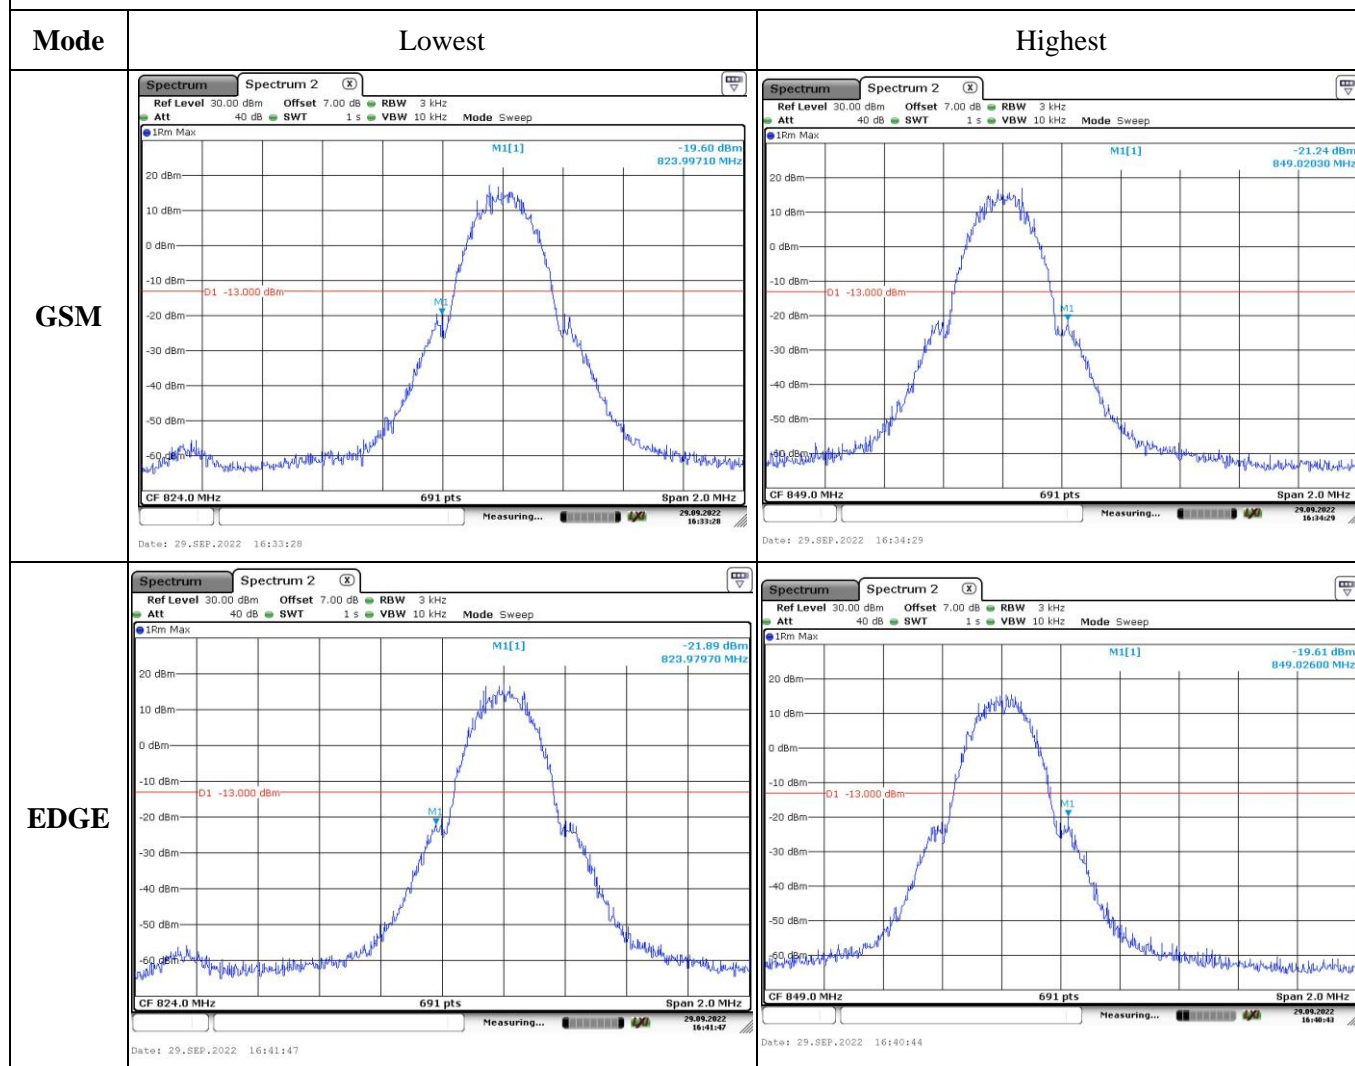 Mode Lowest Highest
GSM
Spectrum Spectrum 2 X
Ref Level 30.00 dBm Offset 7.00 dB RBW 3 kHz
Att 40 dB SWT 1 s VBW 10 kHz Mode Sweep
1Rm Max
M1[1] -19.60 dBm
823.99710 MHz
20 dBm
10 dBm
0 dBm
-10 dBm
D1 -13.000 dBm
M1
-20 dBm
-30 dBm
-40 dBm
-50 dBm
-60 dBm
CF 824.0 MHz 691 pts Span 2.0 MHz
Measuring... 29.09.2022
16:33:28
Date: 29.SEP.2022 16:33:28
Spectrum Spectrum 2 X
Ref Level 30.00 dBm Offset 7.00 dB RBW 3 kHz
Att 40 dB SWT 1 s VBW 10 kHz Mode Sweep
1Rm Max
M1[1] -21.24 dBm
849.02030 MHz
20 dBm
10 dBm
0 dBm
-10 dBm
D1 -13.000 dBm
M1
-20 dBm
-30 dBm
-40 dBm
-50 dBm
-60 dBm
CF 849.0 MHz 691 pts Span 2.0 MHz
Measuring... 29.09.2022
16:34:29
Date: 29.SEP.2022 16:34:29
EDGE
Spectrum Spectrum 2 X
Ref Level 30.00 dBm Offset 7.00 dB RBW 3 kHz
Att 40 dB SWT 1 s VBW 10 kHz Mode Sweep
1Rm Max
M1[1] -21.89 dBm
823.97970 MHz
20 dBm
10 dBm
0 dBm
-10 dBm
D1 -13.000 dBm
M1
-20 dBm
-30 dBm
-40 dBm
-50 dBm
-60 dBm
CF 824.0 MHz 691 pts Span 2.0 MHz
Measuring... 29.09.2022
16:41:47
Date: 29.SEP.2022 16:41:47
Spectrum Spectrum 2 X
Ref Level 30.00 dBm Offset 7.00 dB RBW 3 kHz
Att 40 dB SWT 1 s VBW 10 kHz Mode Sweep
1Rm Max
M1[1] -19.61 dBm
849.02600 MHz
20 dBm
10 dBm
0 dBm
-10 dBm
D1 -13.000 dBm
M1
-20 dBm
-30 dBm
-40 dBm
-50 dBm
-60 dBm
CF 849.0 MHz 691 pts Span 2.0 MHz
Measuring... 29.09.2022
16:40:43
Date: 29.SEP.2022 16:40:44